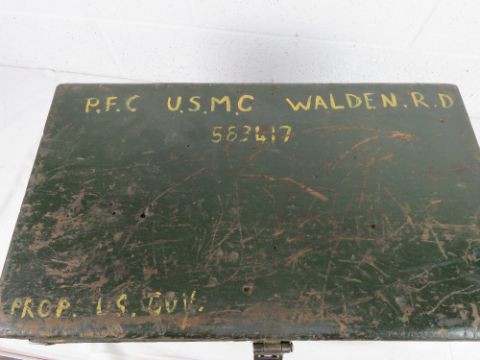 P.F.C U.S.M.C WALDEN.R.D
583417
PROP. U.S. GOV.